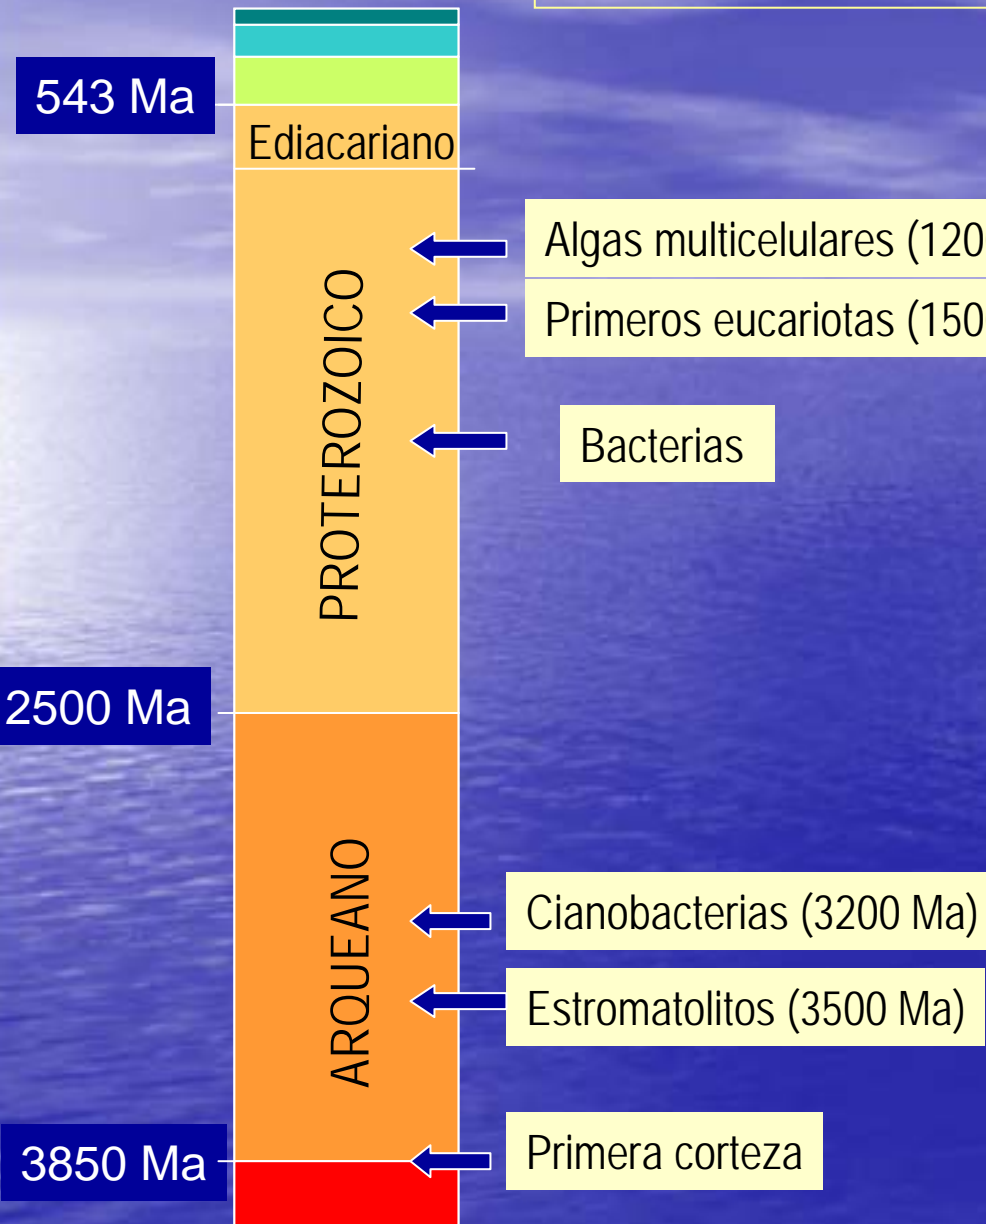 543 Ma
Ediacariano
Algas multicelulares (120
Primeros eucariotas (150
PROTEROZOICO
Bacterias
2500 Ma
ARQUEANO
Cianobacterias (3200 Ma)
Estromatolitos (3500 Ma)
Primera corteza
3850 Ma